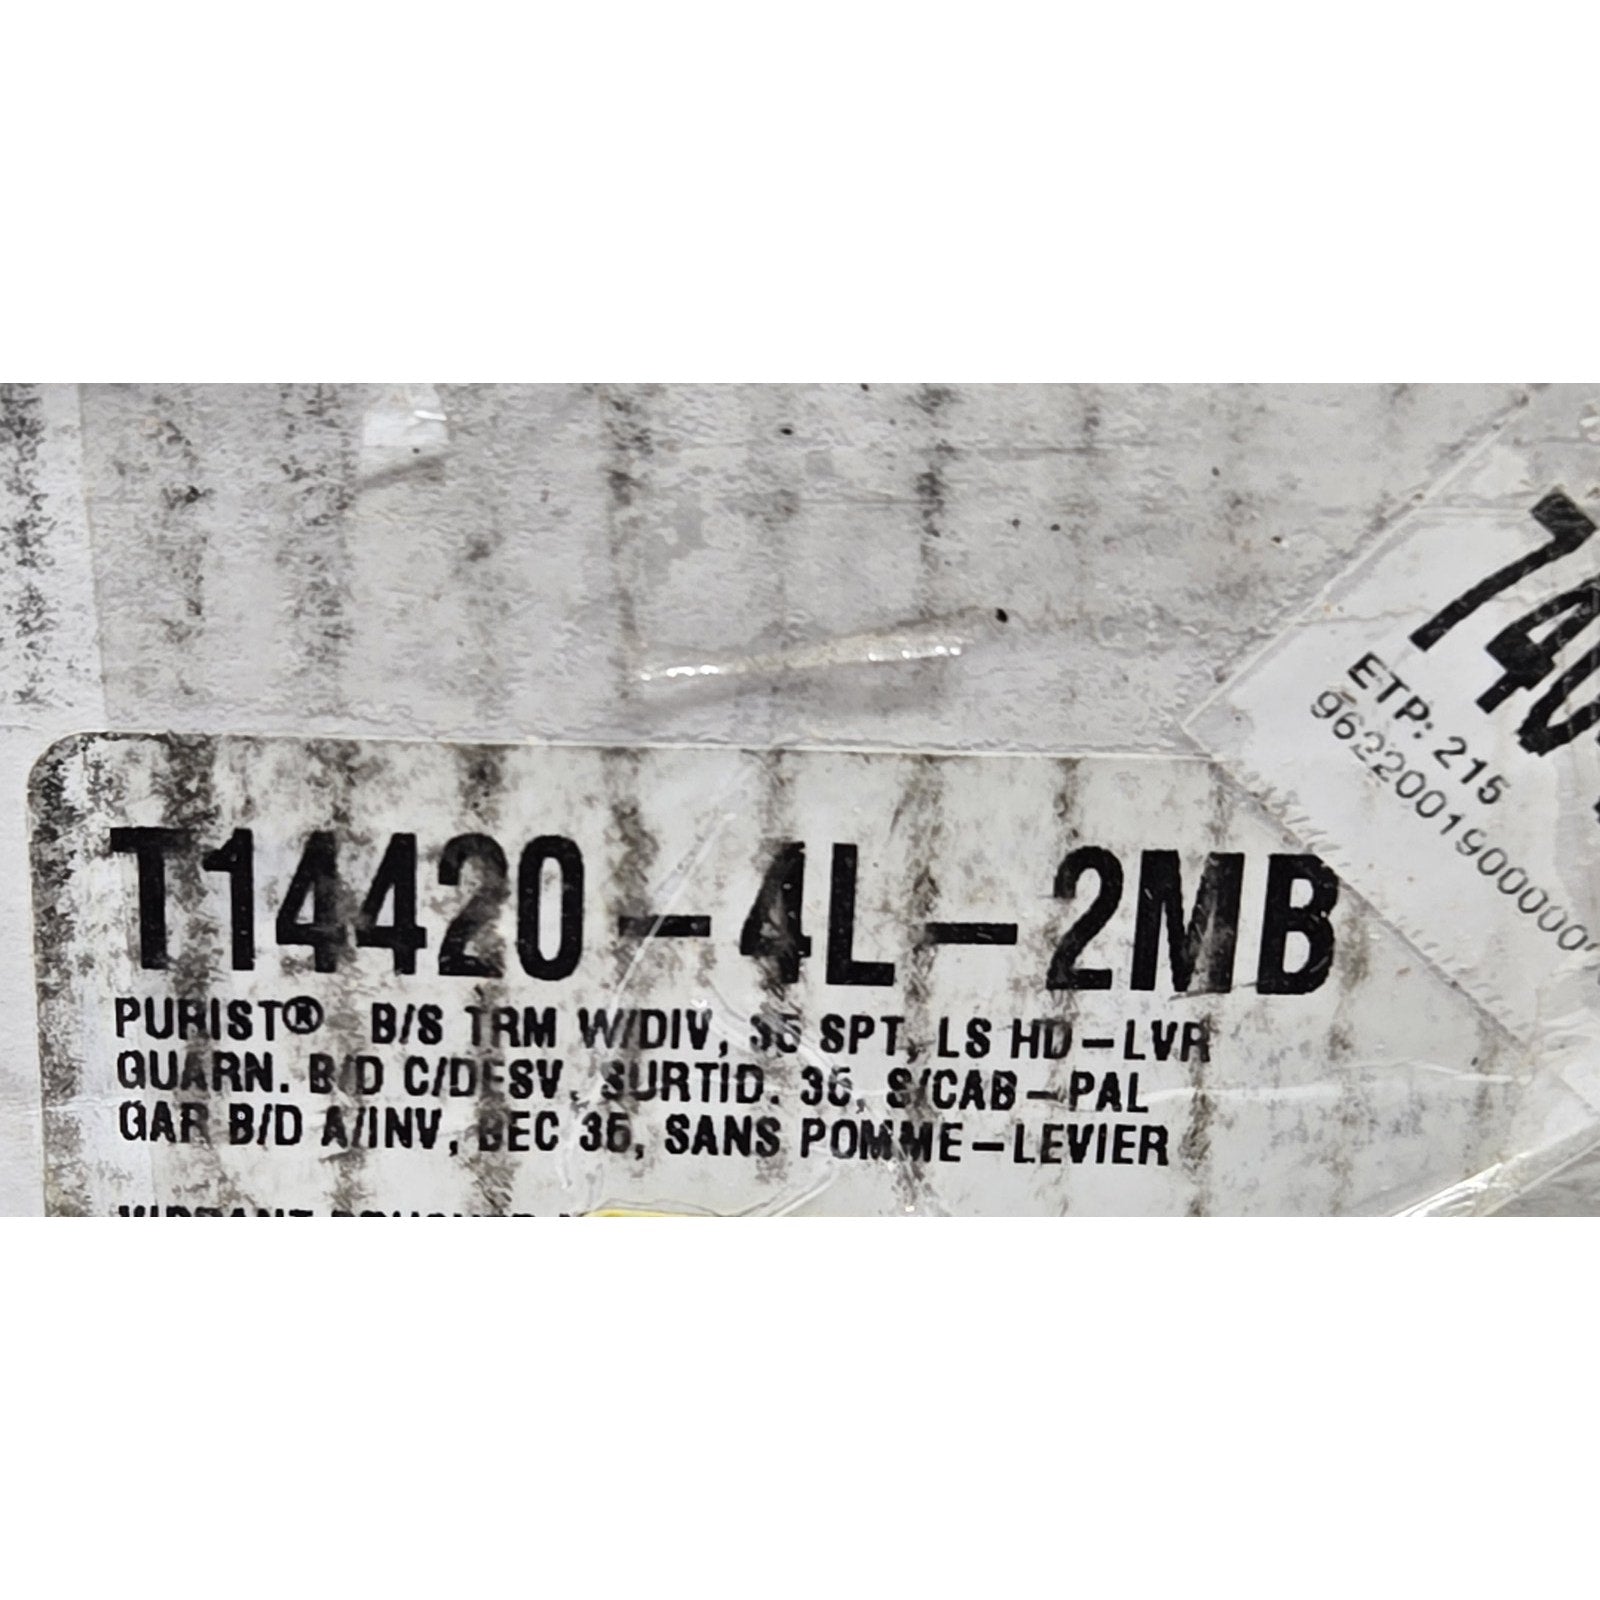 ETP: 215
T14420-4L-2MB
PURIST® B/S TRM W/DIV, 35 SPT, LS HD-LVR
GUARN. B/D C/DESV, SURTID. 35, S/CAB-PAL
GAR B/D A/INV, BEC 35, SANS POMME-LEVIER